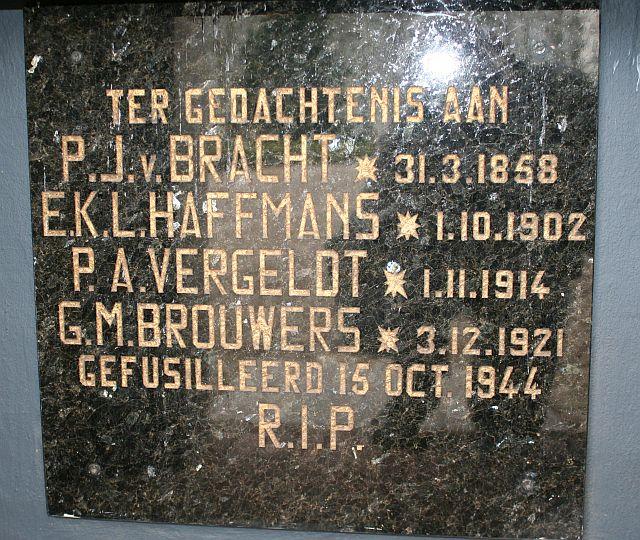 TER GEDACHTENIS AAN
P.J.v.BRACHT * 31.3.1858
E.K.L.HAFFMANS * 1.10.1902
P.A.VERGELDT * 1.11.1914
G.M.BROUWERS * 3.12.1921
GEFUSILLEERD 15 OCT. 1944
R.I.P.